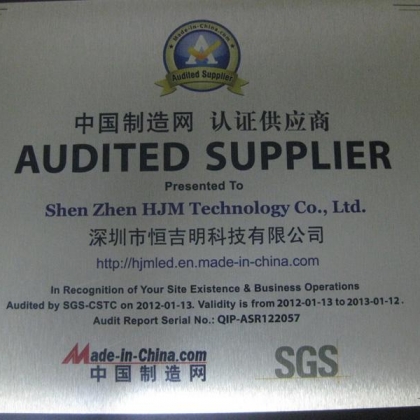 Made-in-China.com
Audited Supplier
中国制造网 认证供应商
AUDITED SUPPLIER
Presented To
Shen Zhen HJM Technology Co., Ltd.
深圳市恒吉明科技有限公司
http://hjmled.en.made-in-china.com
In Recognition of Your Site Existence & Business Operations
Audited by SGS-CSTC on 2012-01-13. Validity is from 2012-01-13 to 2013-01-12.
Audit Report Serial No.: QIP-ASR122057
Made-in-China.com
中国制造网
SGS